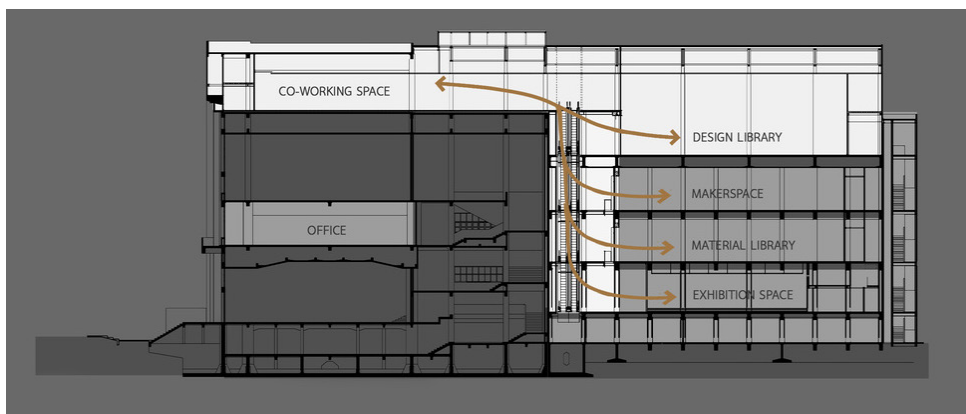 CO-WORKING SPACE
DESIGN LIBRARY
MAKERSPACE
OFFICE
MATERIAL LIBRARY
EXHIBITION SPACE